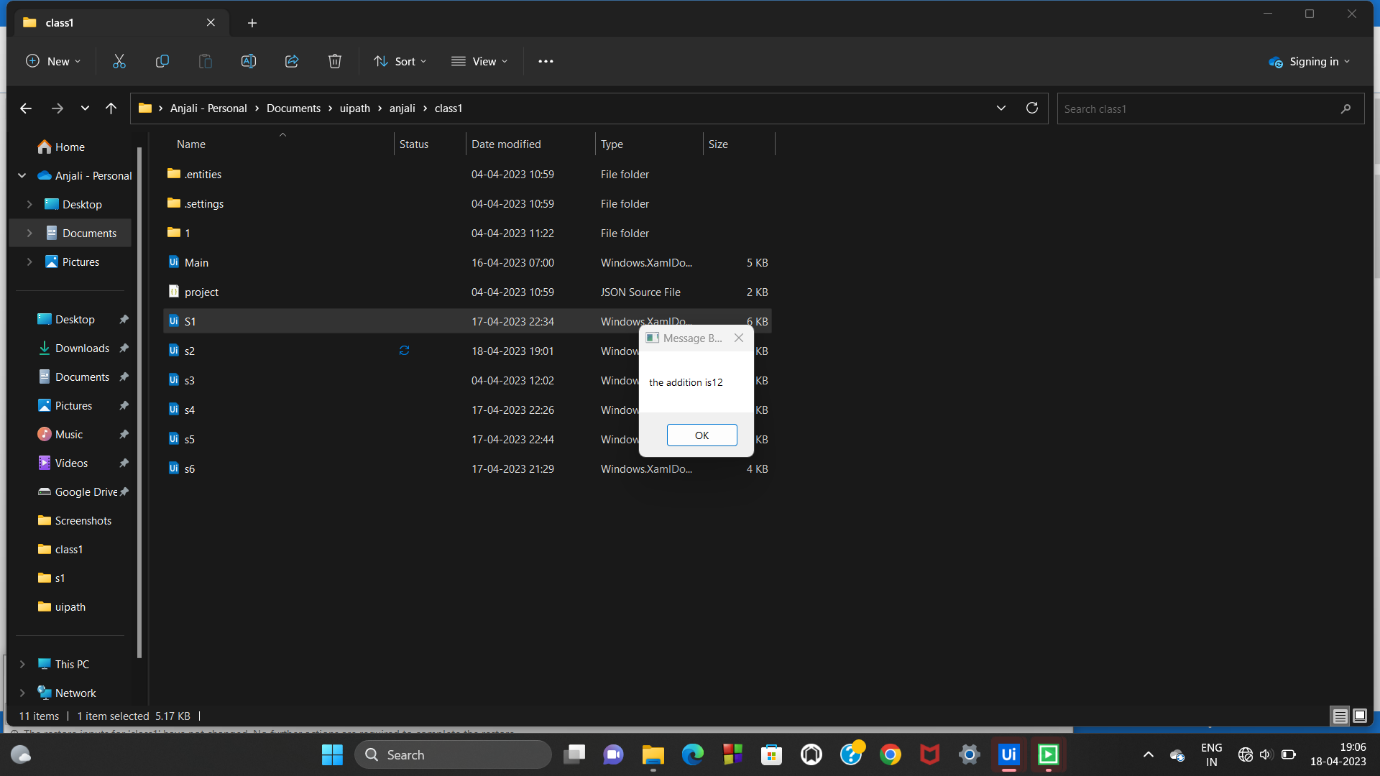 class1
New
Sort
View
Signing in
Anjali - Personal > Documents > uipath > anjali > class1
Search class1
Name Status Date modified Type Size
.entities 04-04-2023 10:59 File folder
.settings 04-04-2023 10:59 File folder
1 04-04-2023 11:22 File folder
Main 16-04-2023 07:00 Windows.XamlDo... 5 KB
project 04-04-2023 10:59 JSON Source File 2 KB
S1 17-04-2023 22:34 Windows.XamlDo... 6 KB
s2 18-04-2023 19:01 Window KB
s3 04-04-2023 12:02 Window KB
s4 17-04-2023 22:26 Window KB
s5 17-04-2023 22:44 Window KB
s6 17-04-2023 21:29 Windows.XamlDo... 4 KB
Message B...
the addition is12
OK
Home
Anjali - Personal
Desktop
Documents
Pictures
Desktop
Downloads
Documents
Pictures
Music
Videos
Google Drive
Screenshots
class1
s1
uipath
This PC
Network
11 items | 1 item selected 5.17 KB |
Search
Ui
ENG
IN
19:06
18-04-2023